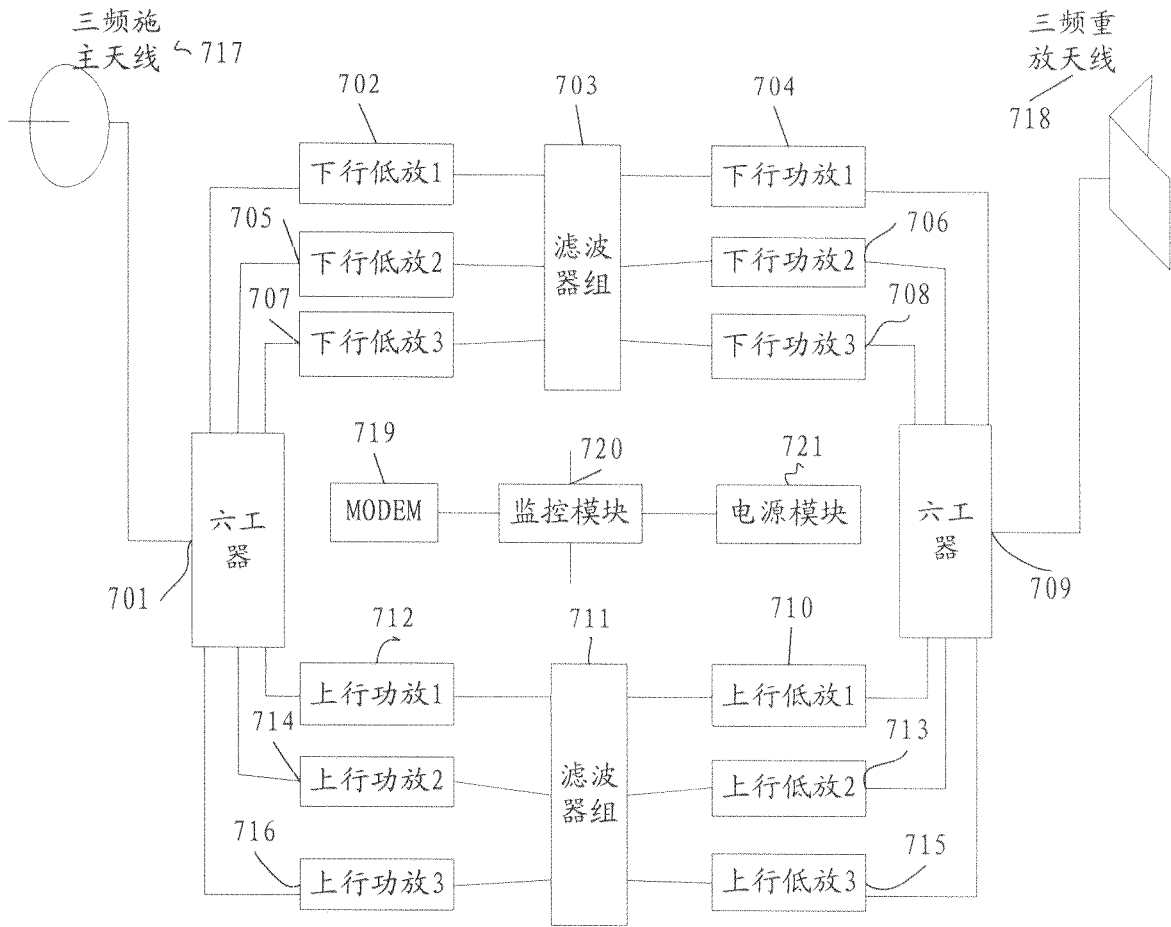 三频施
主天线
717
三频重
放天线
718
702
703
704
下行低放1
下行功放1
705
706
下行低放2
滤波
器组
下行功放2
707
708
下行低放3
下行功放3
719
720
721
MODEM
监控模块
电源模块
六工
器
六工
器
701
709
712
711
710
上行功放1
上行低放1
714
713
上行功放2
滤波
器组
上行低放2
716
715
上行功放3
上行低放3